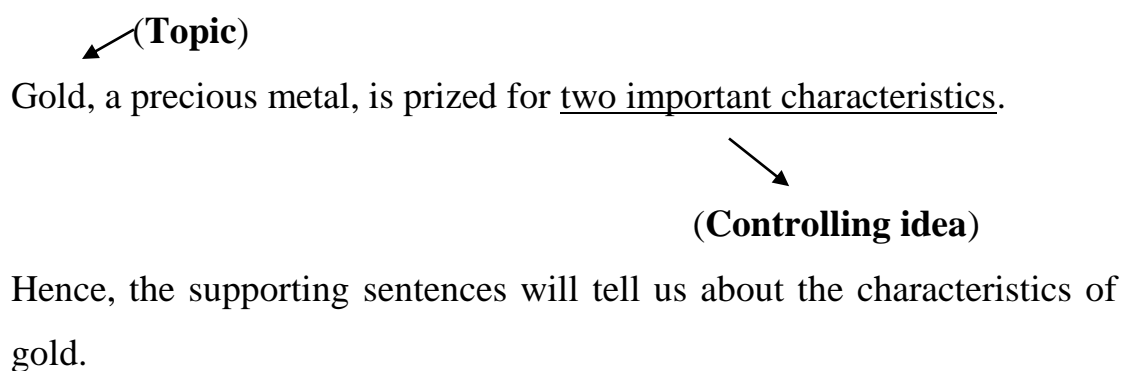 (Topic)
Gold, a precious metal, is prized for two important characteristics.
(Controlling idea)
Hence, the supporting sentences will tell us about the characteristics of
gold.